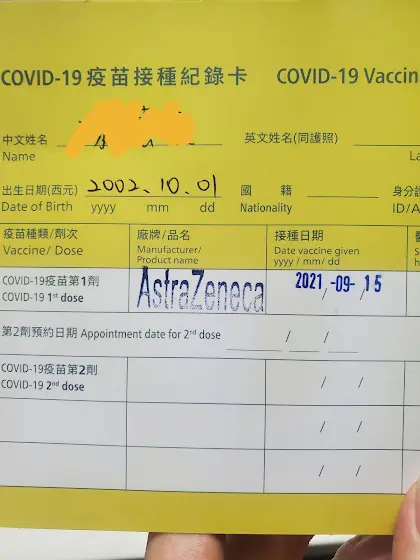 COVID-19疫苗接種紀錄卡 COVID-19 Vaccin
中文姓名 英文姓名(同護照)
Name La
出生日期(西元) 2002.10.01 國 籍 身分證
Date of Birth yyyy mm dd Nationality ID/A
疫苗種類/劑次 廠牌/品名 接種日期
Vaccine/ Dose Manufacturer/ Date vaccine given
Product name yyyy / mm/ dd
COVID-19疫苗第1劑 AstraZeneca 2021-09-15
COVID-19 1st dose / /
第2劑預約日期 Appointment date for 2nd dose / /
COVID-19疫苗第2劑
COVID-19 2nd dose / /
/ /
/ /